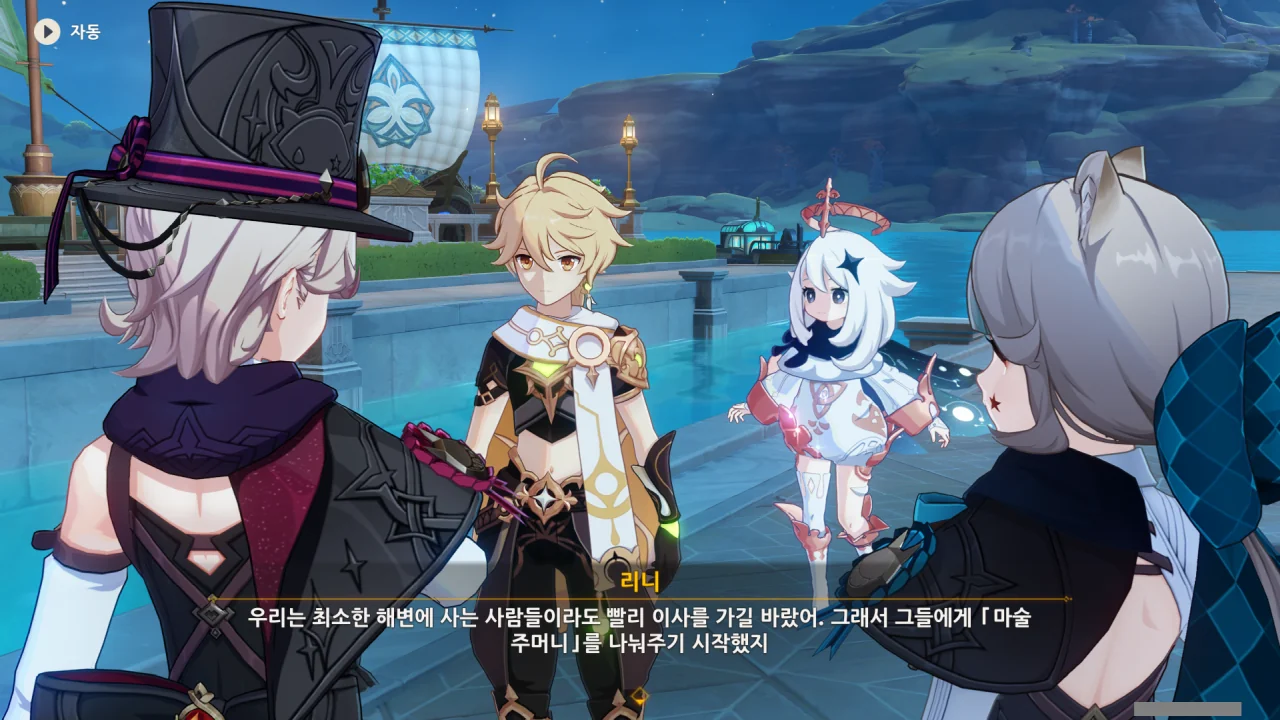 자동
리니
우리는 최소한 해변에 사는 사람들이라도 빨리 이사를 가길 바랐어. 그래서 그들에게 「마술
주머니」를 나눠주기 시작했지